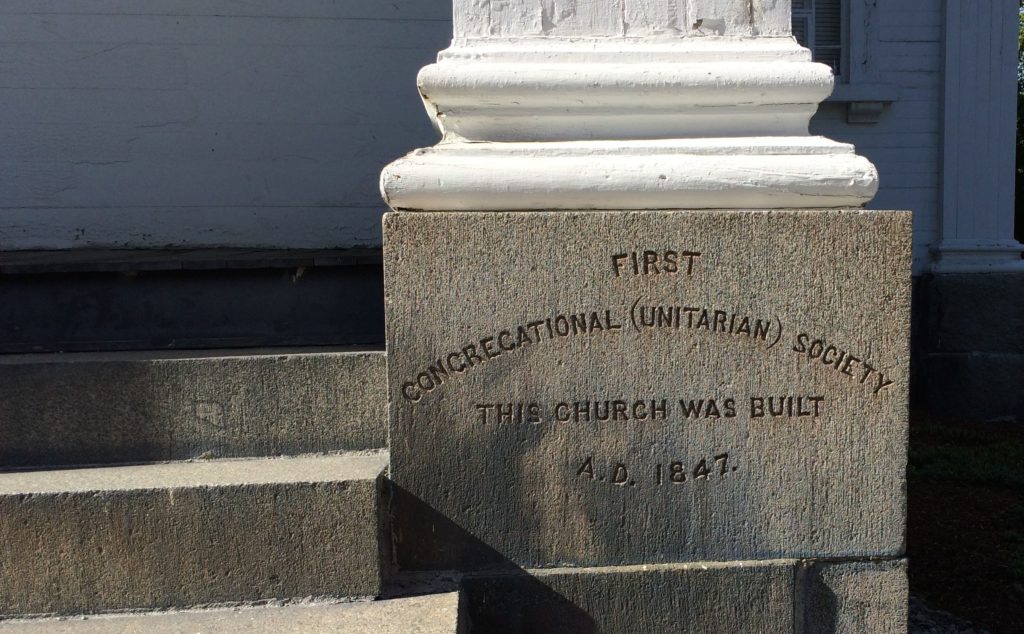 FIRST
CONGREGATIONAL (UNITARIAN) SOCIETY
THIS CHURCH WAS BUILT
A.D. 1847.